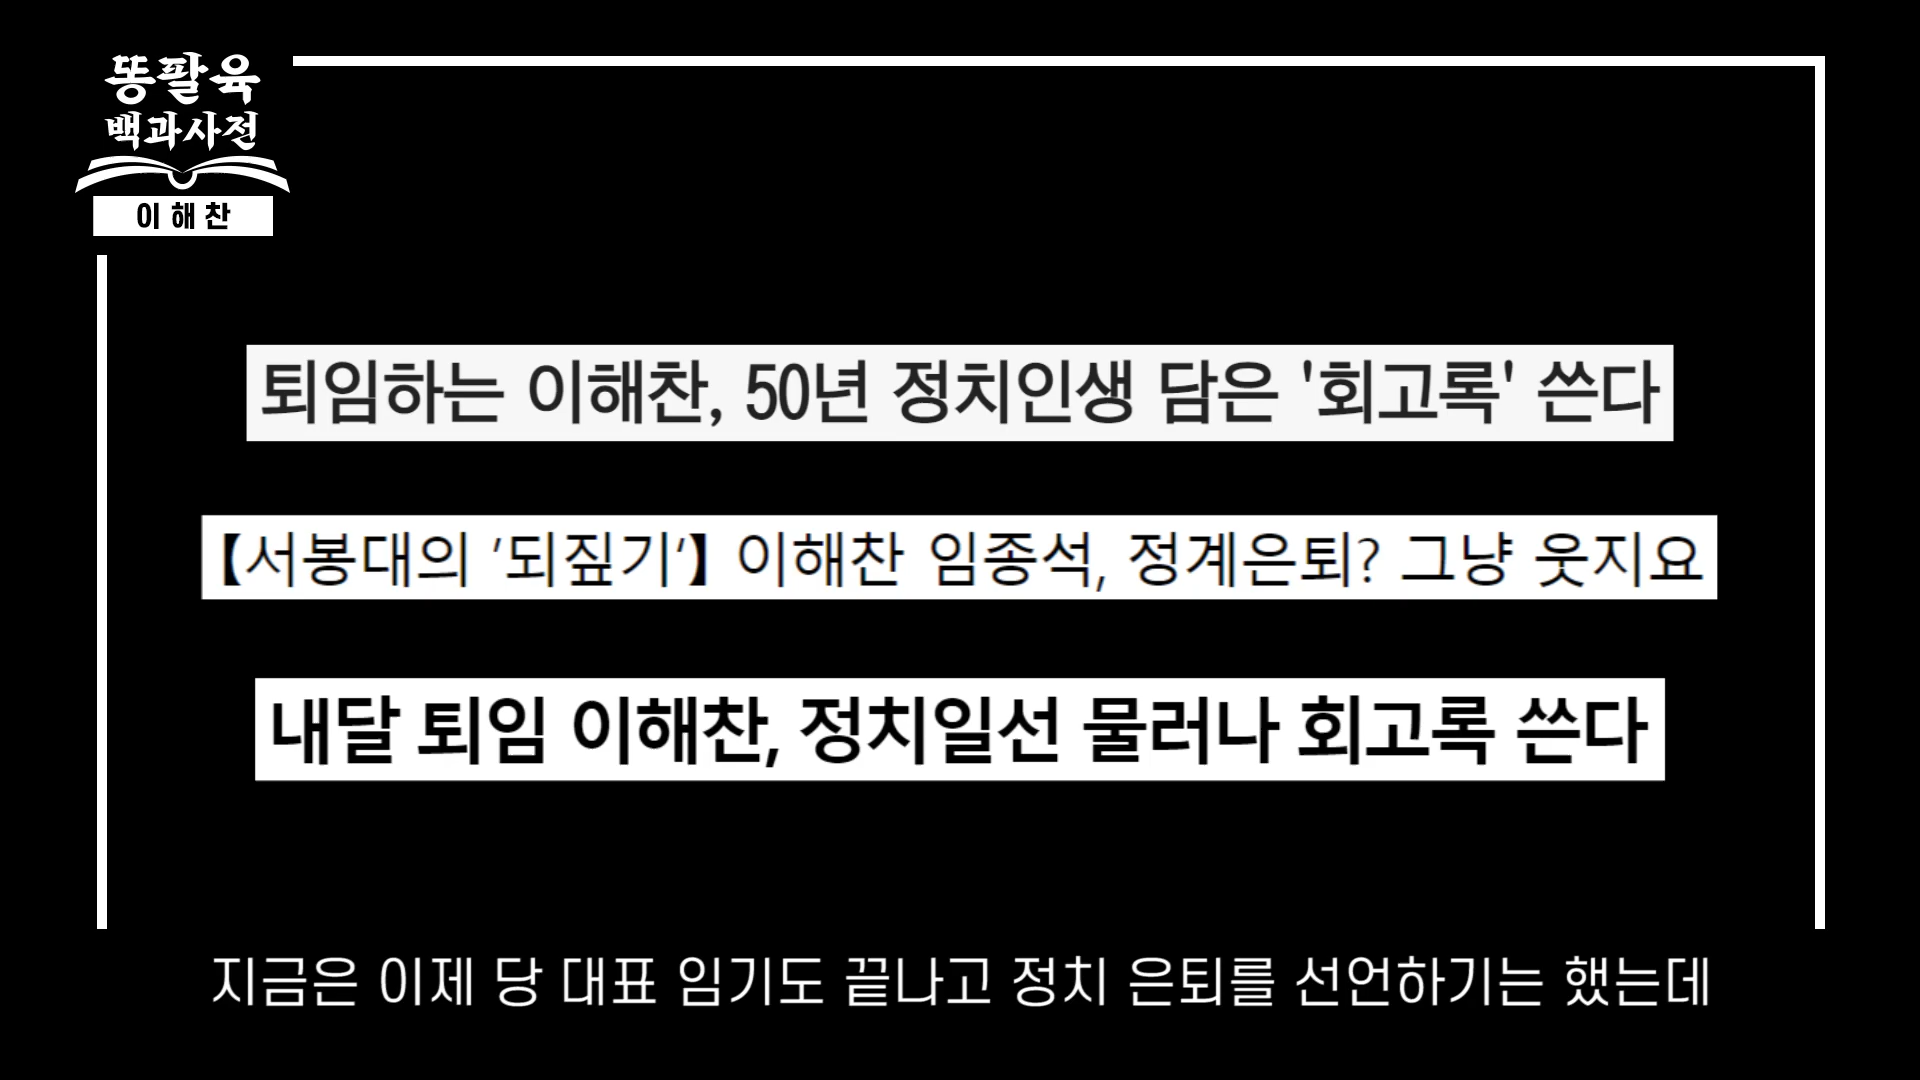 똥팔육
백과사전
이해찬
퇴임하는 이해찬, 50년 정치인생 담은 '회고록' 쓴다
【서봉대의 '되짚기'】 이해찬 임종석, 정계은퇴? 그냥 웃지요
내달 퇴임 이해찬, 정치일선 물러나 회고록 쓴다
지금은 이제 당 대표 임기도 끝나고 정치 은퇴를 선언하기는 했는데